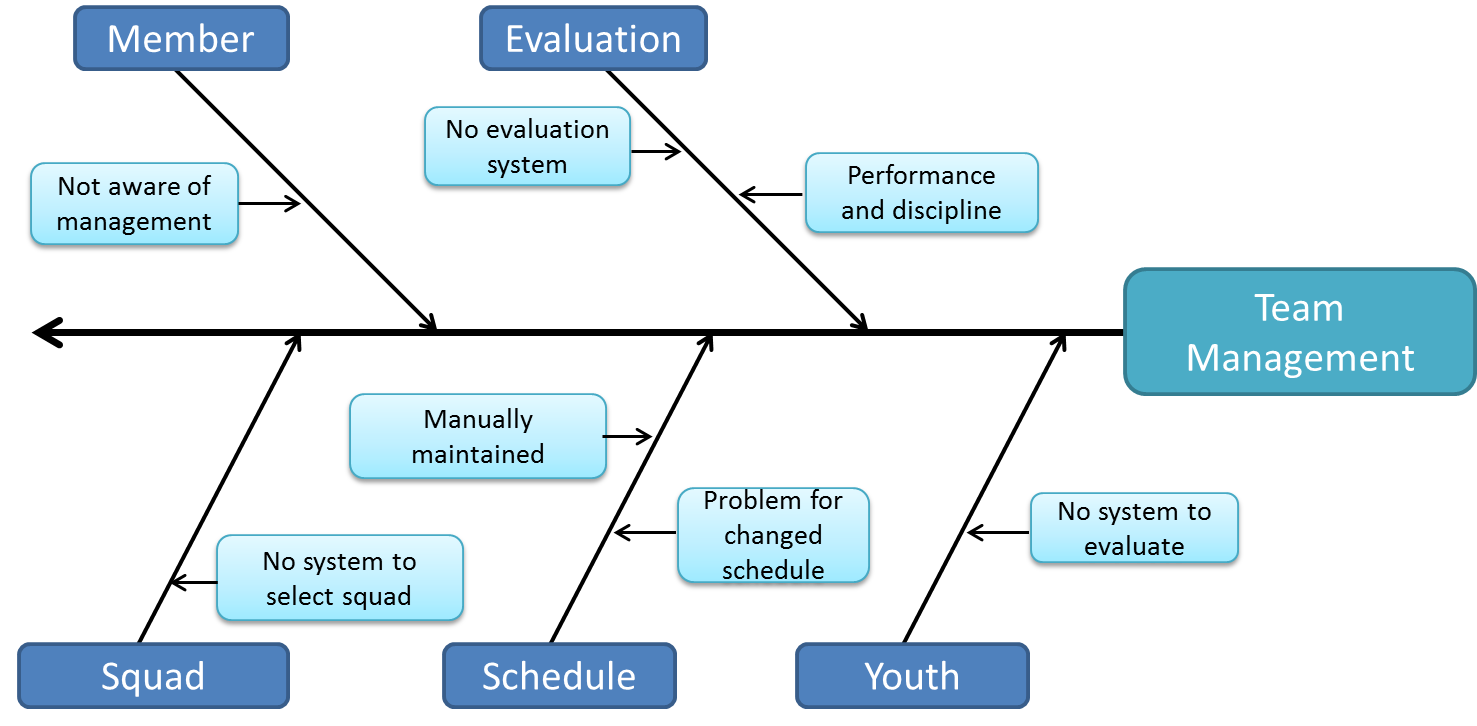 Member
Evaluation
No evaluation
system
Performance
and discipline
Not aware of
management
Team
Management
Manually
maintained
Problem for
changed
schedule
No system to
evaluate
No system to
select squad
Squad
Schedule
Youth